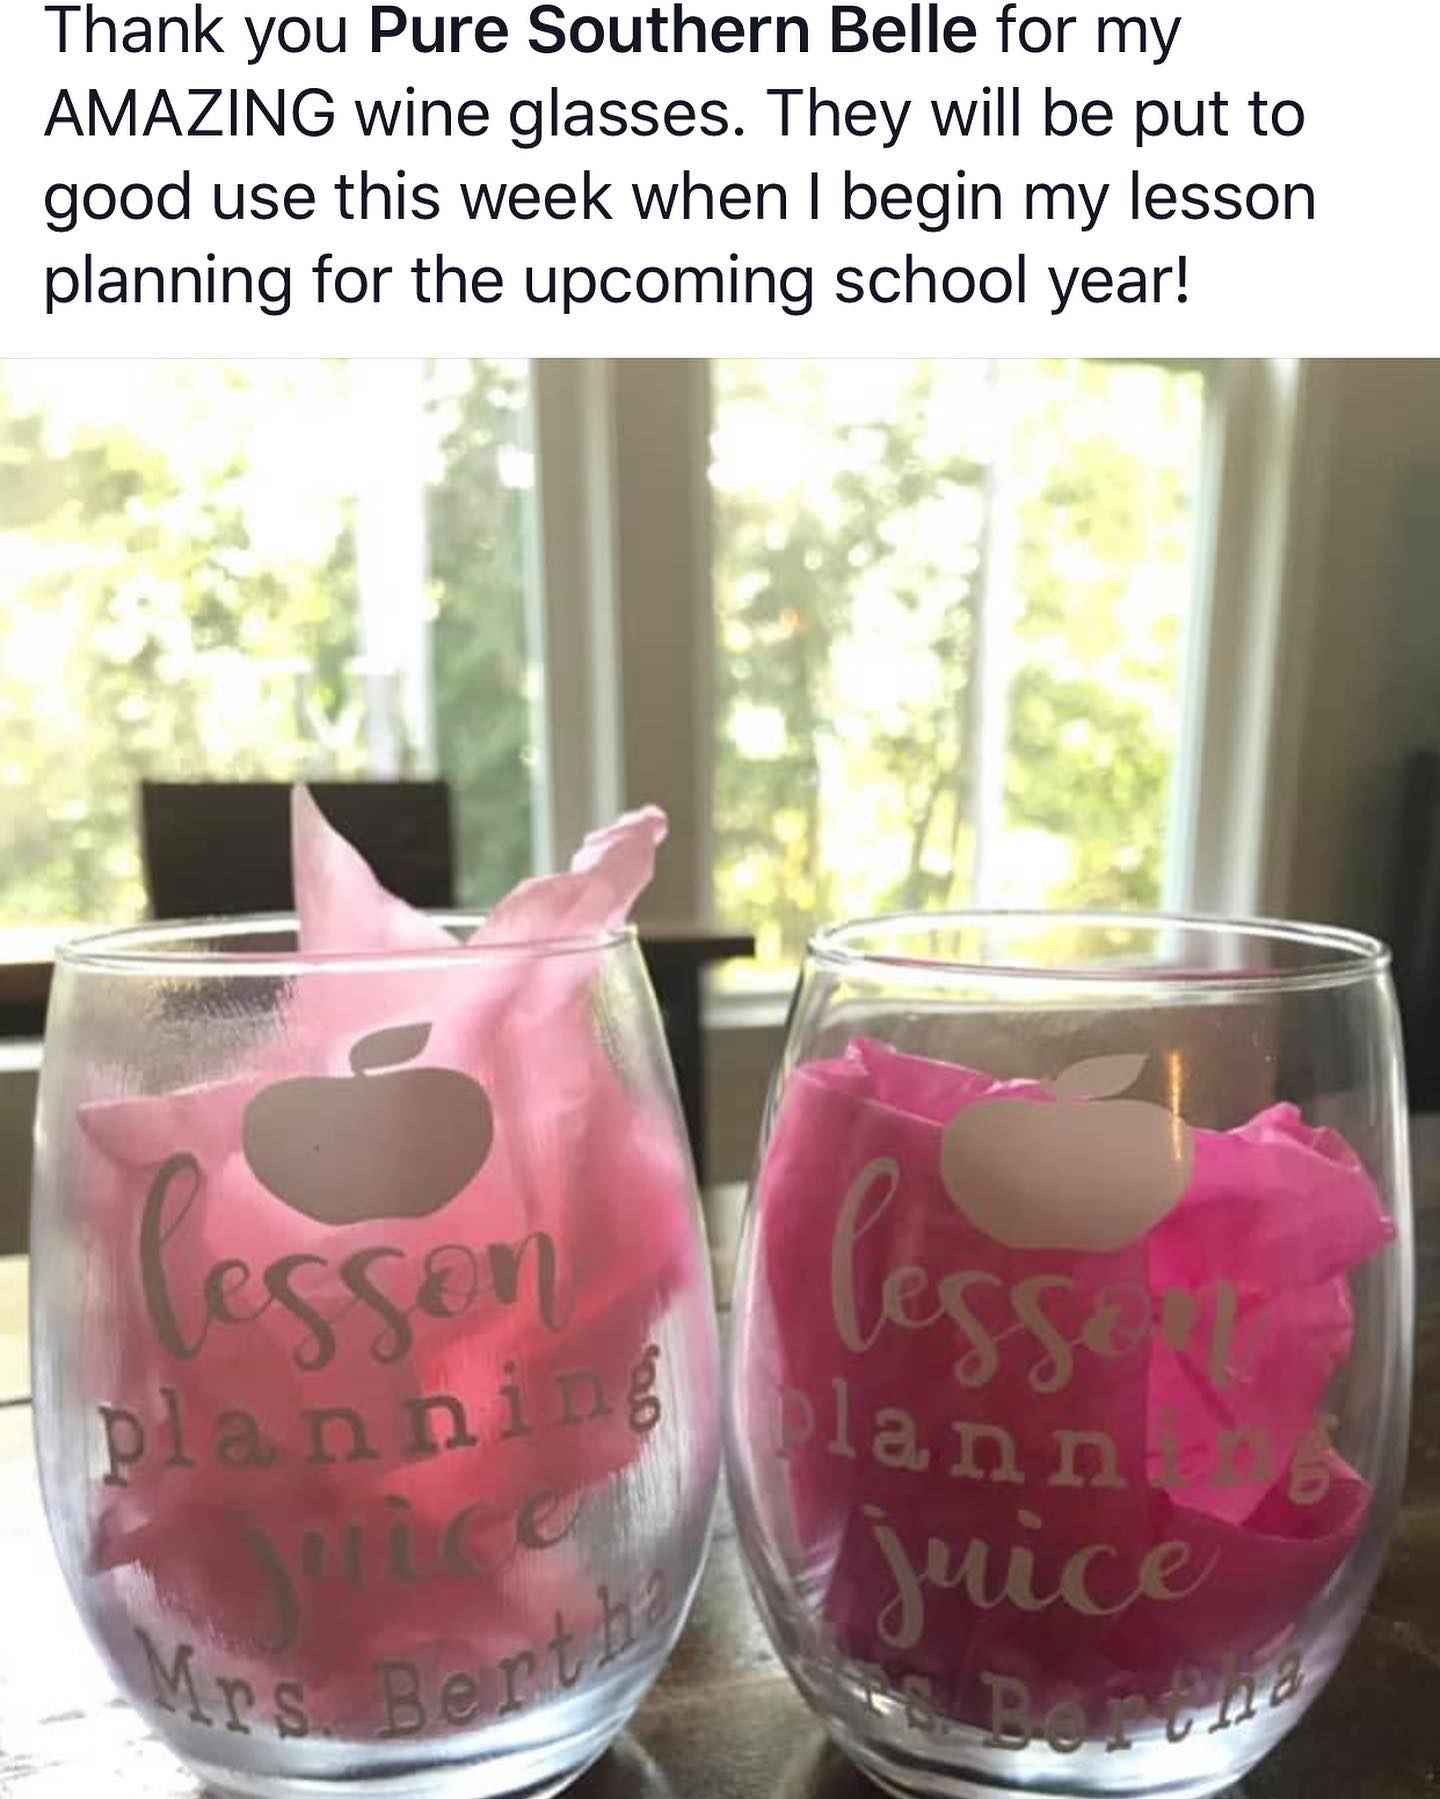 Thank you Pure Southern Belle for my
AMAZING wine glasses. They will be put to
good use this week when I begin my lesson
planning for the upcoming school year!
lesson
planning
juice
Mrs. Bertha
lesson
planning
juice
Mrs. Bertha